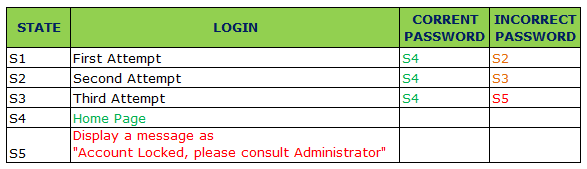 STATE LOGIN CORRENT PASSWORD INCORRECT PASSWORD
S1 First Attempt S4 S2
S2 Second Attempt S4 S3
S3 Third Attempt S4 S5
S4 Home Page
S5 Display a message as
"Account Locked, please consult Administrator"